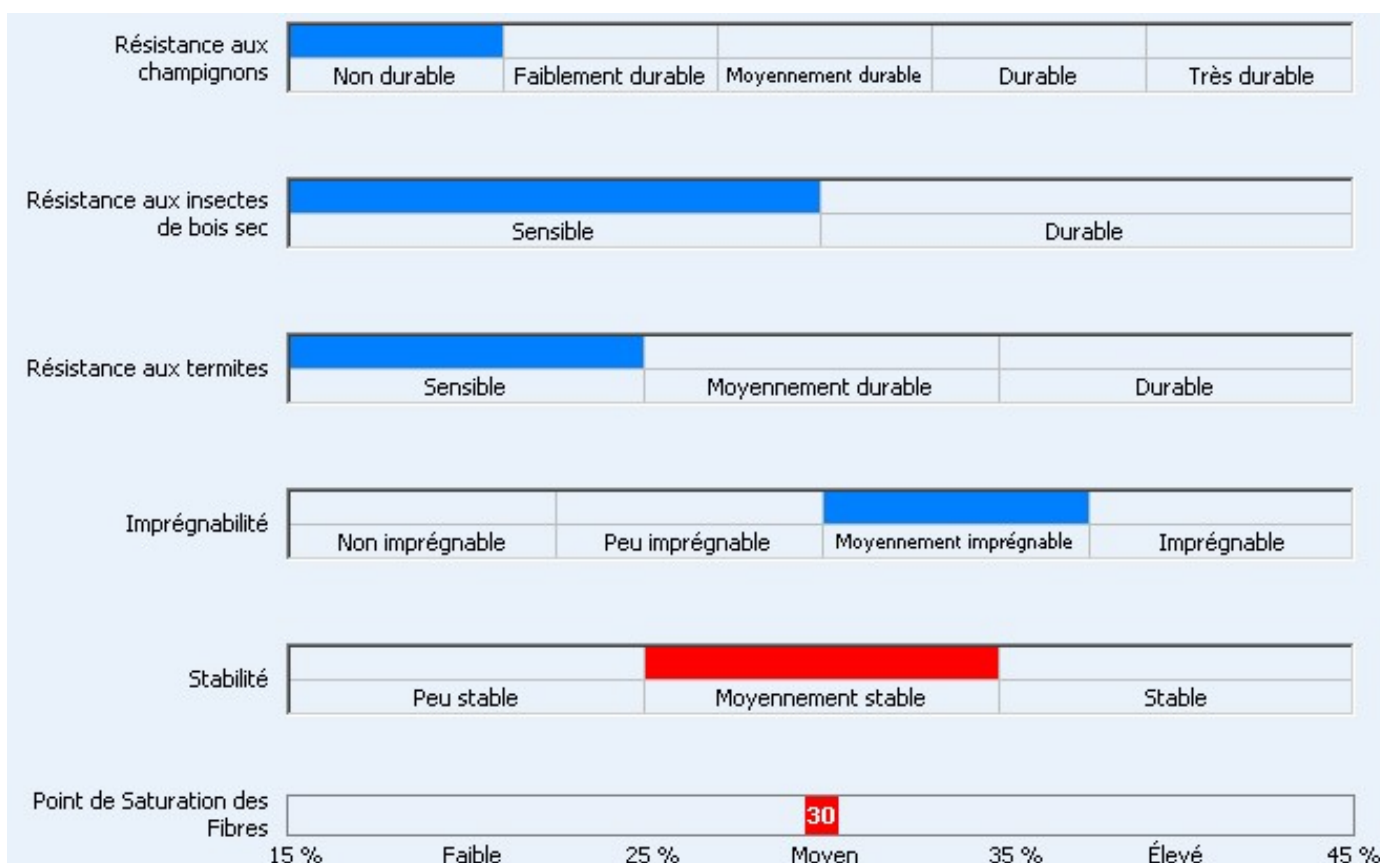 Résistance aux
champignons
Non durable Faiblement durable Moyennement durable Durable Très durable
Résistance aux insectes
de bois sec
Sensible Durable
Résistance aux termites
Sensible Moyennement durable Durable
Imprégnabilité
Non imprégnable Peu imprégnable Moyennement imprégnable Imprégnable
Stabilité
Peu stable Moyennement stable Stable
Point de Saturation des
Fibres
30
15 % Faible 25 % Moyen 35 % Élevé 45 %